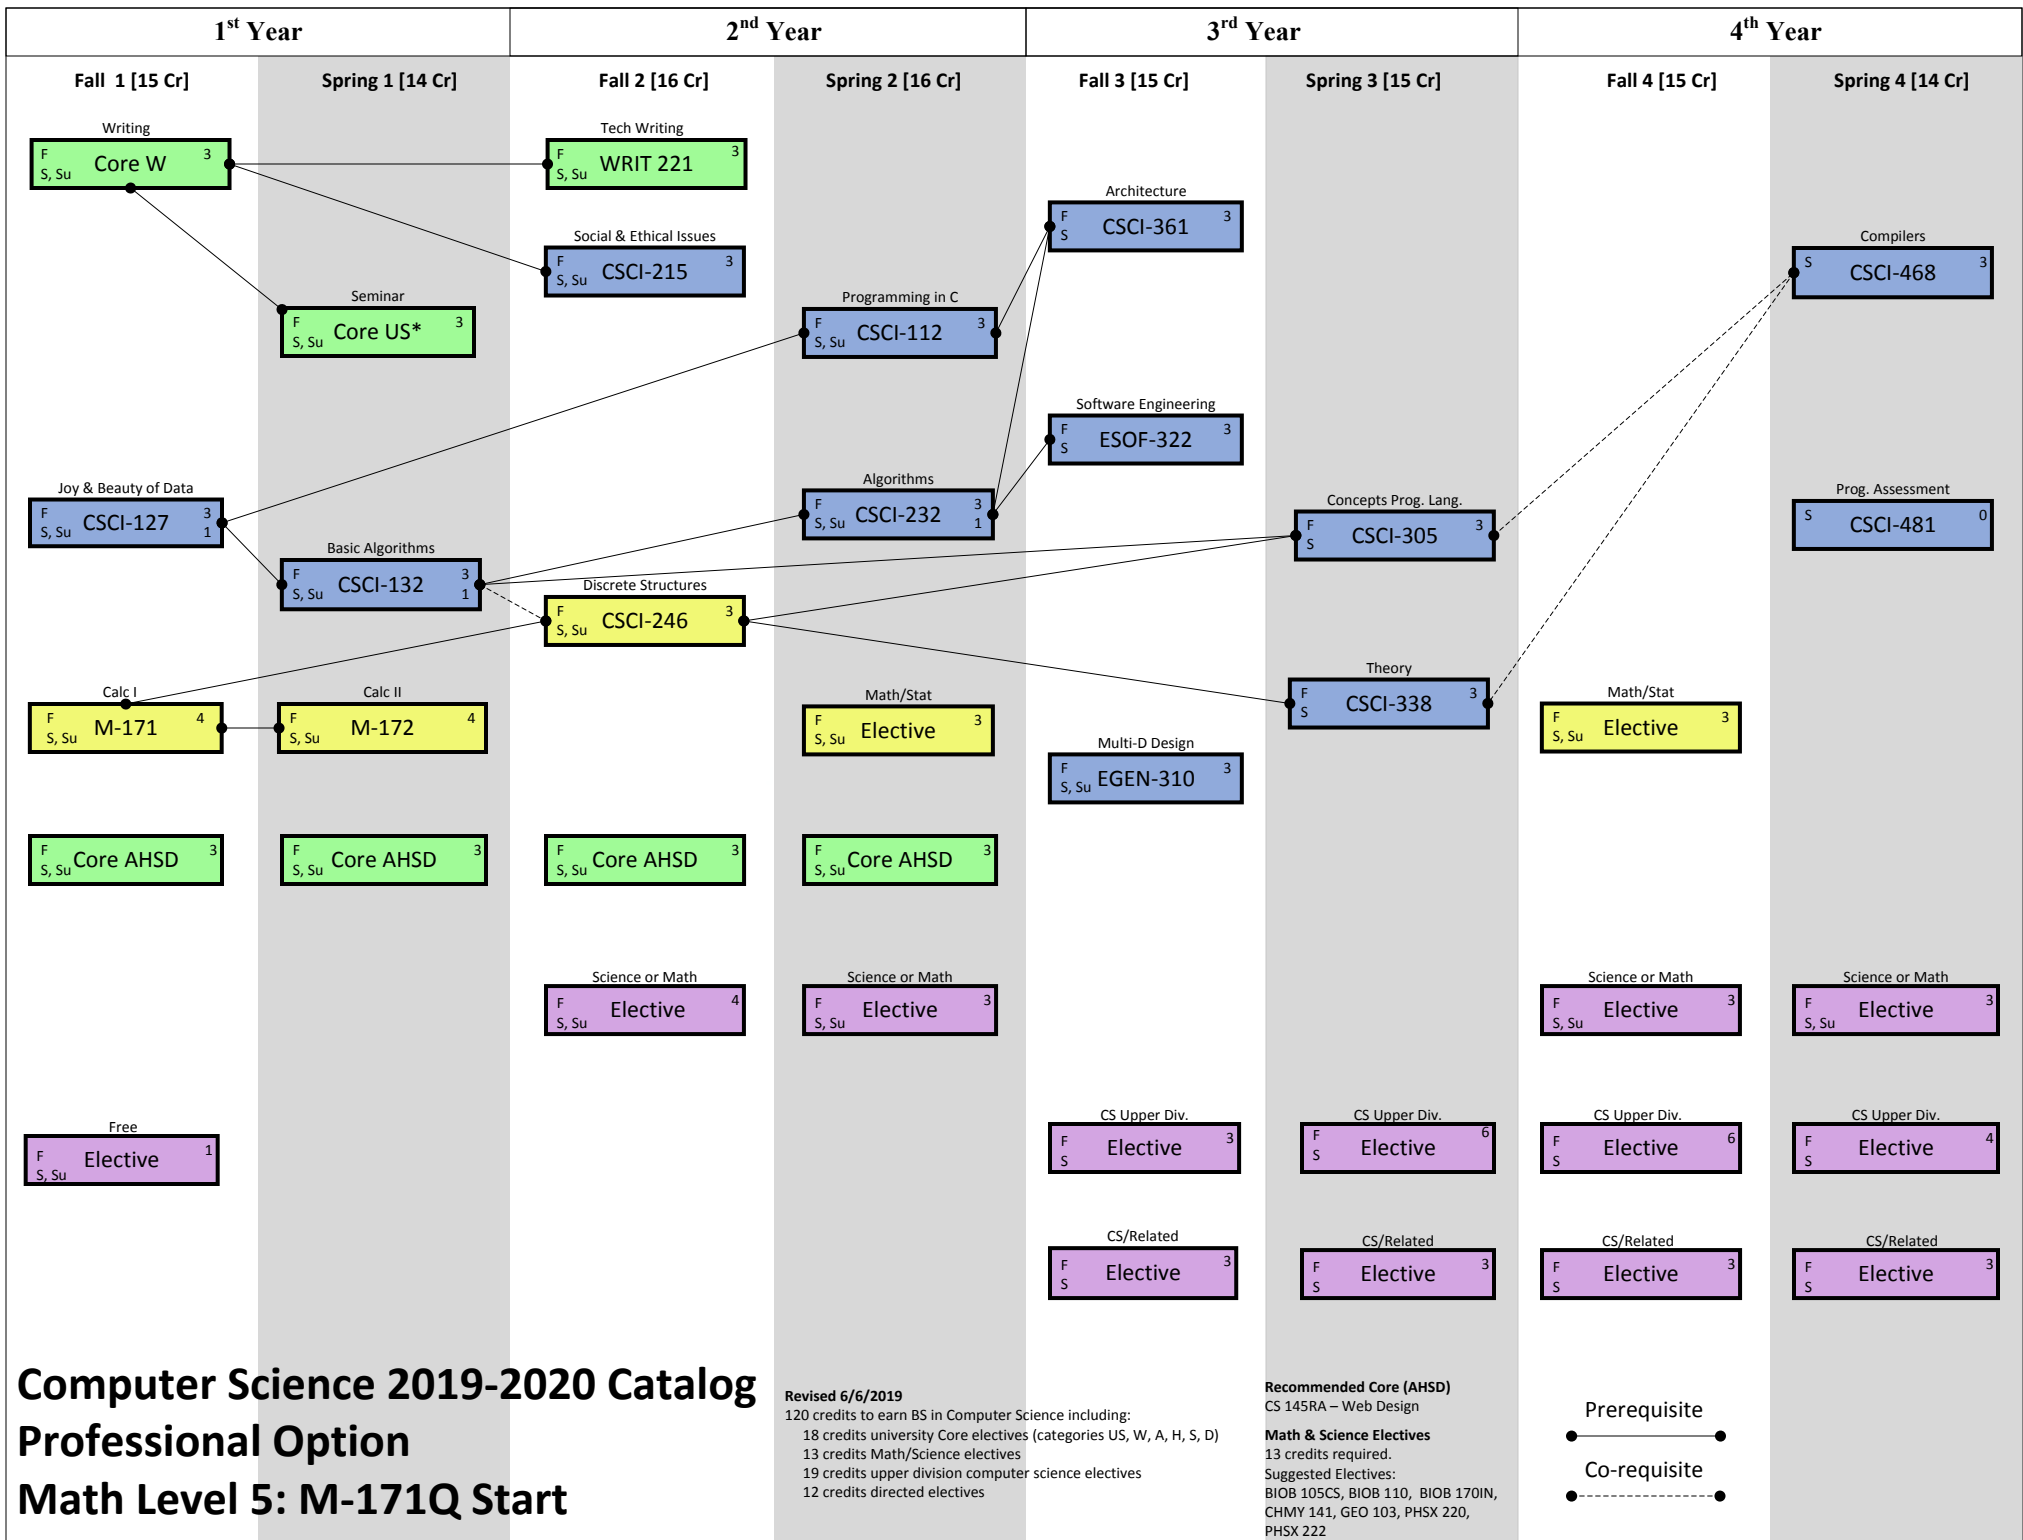 1st Year
2nd Year
3rd Year
4th Year
Fall 1 [15 Cr]
Spring 1 [14 Cr]
Fall 2 [16 Cr]
Spring 2 [16 Cr]
Fall 3 [15 Cr]
Spring 3 [15 Cr]
Fall 4 [15 Cr]
Spring 4 [14 Cr]
Writing
F
S, Su
Core W
3
Joy & Beauty of Data
F
S, Su
CSCI-127
3
1
Calc I
F
S, Su
M-171
4
F
S, Su
Core AHSD
3
Free
F
S, Su
Elective
1
Seminar
F
S, Su
Core US*
3
Basic Algorithms
F
S, Su
CSCI-132
3
1
Calc II
F
S, Su
M-172
4
F
S, Su
Core AHSD
3
Tech Writing
F
S, Su
WRIT 221
3
Social & Ethical Issues
F
S, Su
CSCI-215
3
Discrete Structures
F
S, Su
CSCI-246
3
F
S, Su
Core AHSD
3
Science or Math
F
S, Su
Elective
4
Programming in C
F
S, Su
CSCI-112
3
Algorithms
F
S, Su
CSCI-232
3
1
Math/Stat
F
S, Su
Elective
3
F
S, Su
Core AHSD
3
Science or Math
F
S, Su
Elective
3
Architecture
F
S
CSCI-361
3
Software Engineering
F
S
ESOF-322
3
Multi-D Design
F
S, Su
EGEN-310
3
CS Upper Div.
F
S
Elective
3
CS/Related
F
S
Elective
3
Concepts Prog. Lang.
F
S
CSCI-305
3
Theory
F
S
CSCI-338
3
CS Upper Div.
F
S
Elective
6
CS/Related
F
S
Elective
3
Math/Stat
F
S, Su
Elective
3
Science or Math
F
S, Su
Elective
3
CS Upper Div.
F
S
Elective
6
CS/Related
F
S
Elective
3
Compilers
S
CSCI-468
3
Prog. Assessment
S
CSCI-481
0
Science or Math
F
S, Su
Elective
3
CS Upper Div.
F
S
Elective
4
CS/Related
F
S
Elective
3
Computer Science 2019-2020 Catalog
Professional Option
Math Level 5: M-171Q Start
Revised 6/6/2019
120 credits to earn BS in Computer Science including:
18 credits university Core electives (categories US, W, A, H, S, D)
13 credits Math/Science electives
19 credits upper division computer science electives
12 credits directed electives
Recommended Core (AHSD)
CS 145RA – Web Design
Math & Science Electives
13 credits required.
Suggested Electives:
BIOB 105CS, BIOB 110, BIOB 170IN,
CHMY 141, GEO 103, PHSX 220,
PHSX 222
Prerequisite
Co-requisite